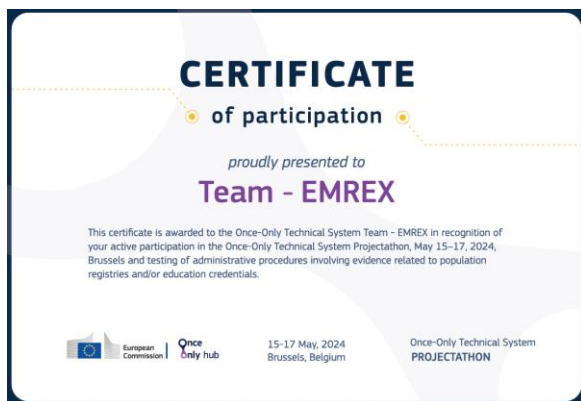 CERTIFICATE
of participation
proudly presented to
Team - EMREX
This certificate is awarded to the Once-Only Technical System Team - EMREX in recognition of
your active participation in the Once-Only Technical System Projectathon, May 15–17, 2024,
Brussels and testing of administrative procedures involving evidence related to population
registries and/or education credentials.
European
Commission
Once
Only hub
15-17 May, 2024
Brussels, Belgium
Once-Only Technical System
PROJECTATHON